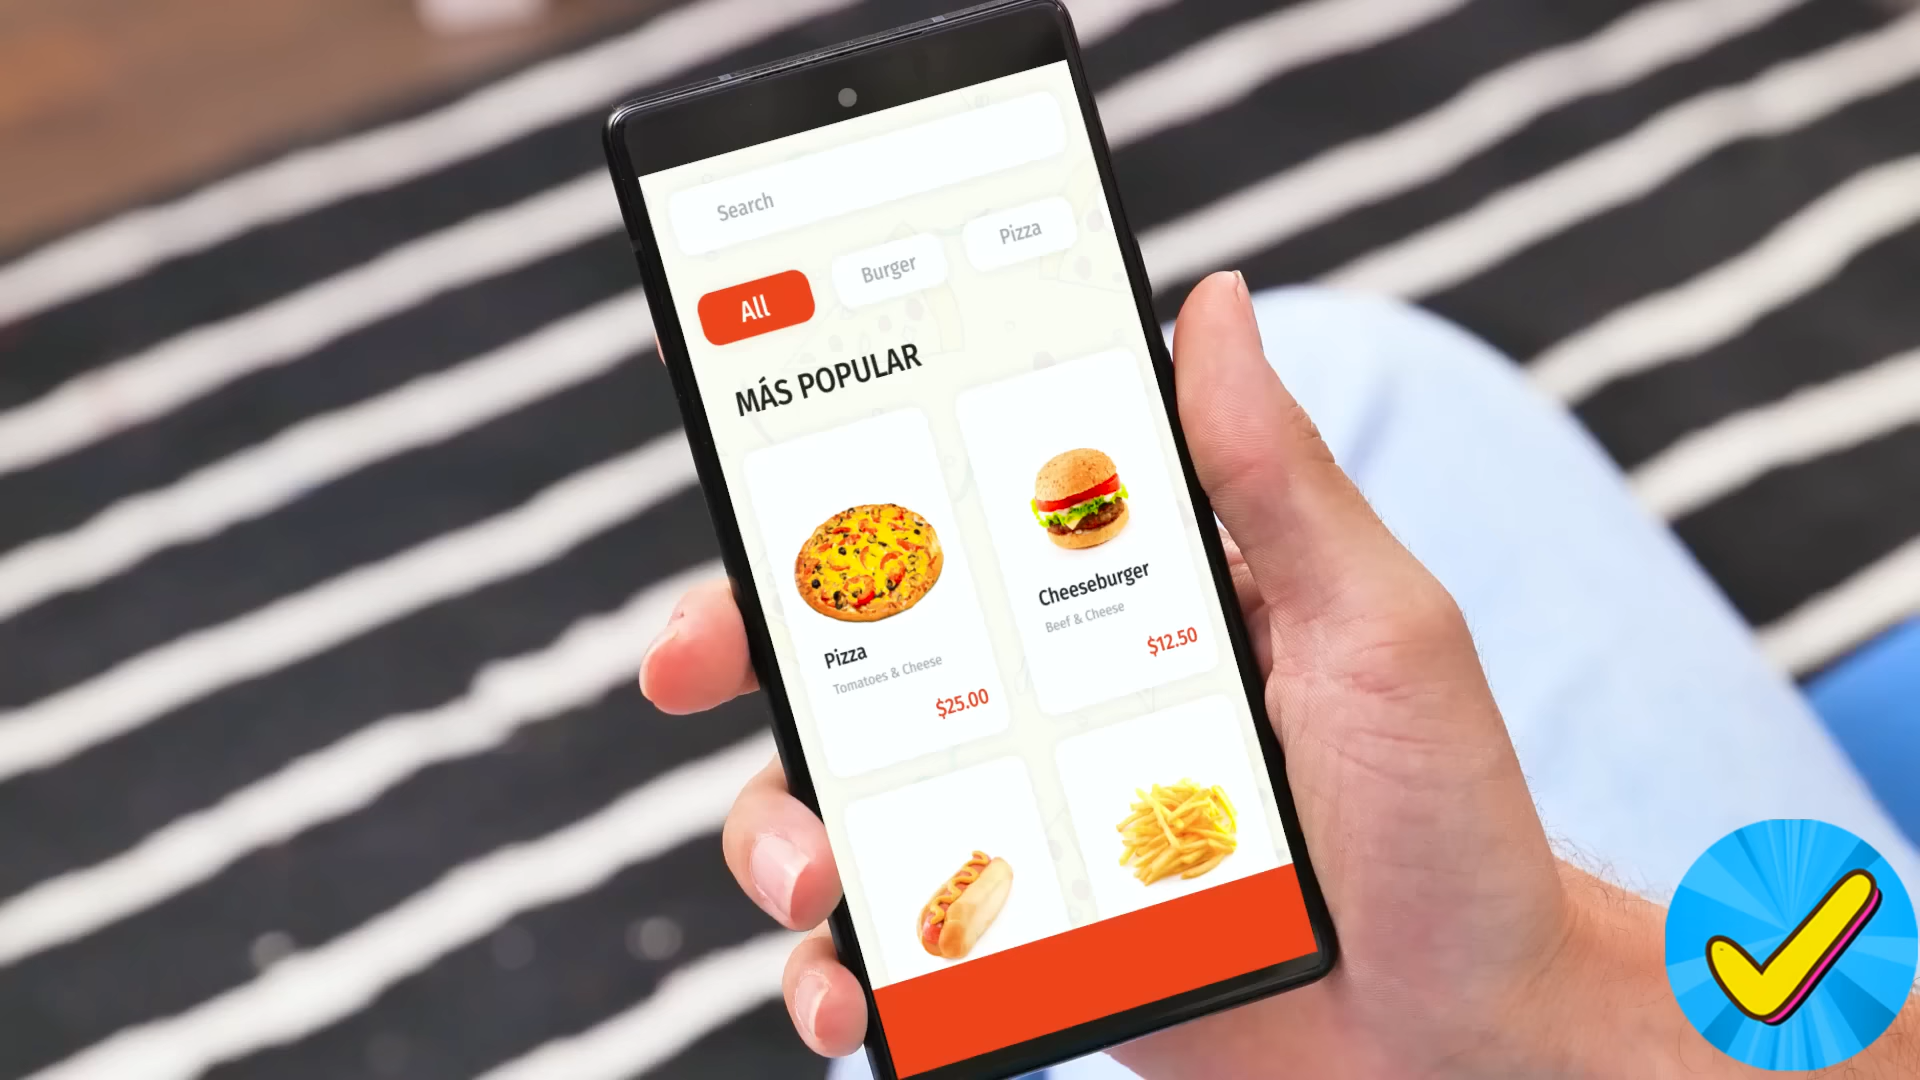 Search
All
Burger
Pizza
MÁS POPULAR
Pizza
Tomatoes & Cheese
$25.00
Cheeseburger
Beef & Cheese
$12.50